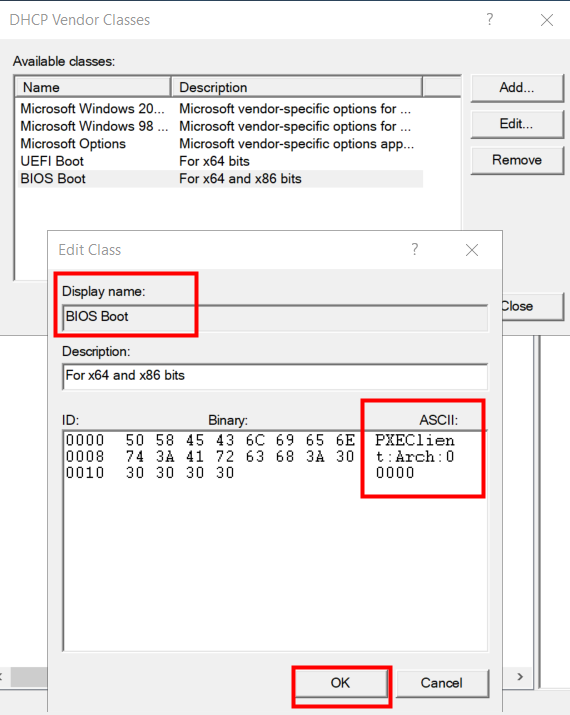 DHCP Vendor Classes
Available classes:
Name Description
Microsoft Windows 20... Microsoft vendor-specific options for ...
Microsoft Windows 98 ... Microsoft vendor-specific options for ...
Microsoft Options Microsoft vendor-specific options app...
UEFI Boot For x64 bits
BIOS Boot For x64 and x86 bits
Add...
Edit...
Remove
Close
Edit Class
Display name:
BIOS Boot
Description:
For x64 and x86 bits
ID: Binary: ASCII:
0000 50 58 45 43 6C 69 65 6E PXEClien
0008 74 3A 41 72 63 68 3A 30 t:Arch:0
0010 30 30 30 30 0000
OK Cancel